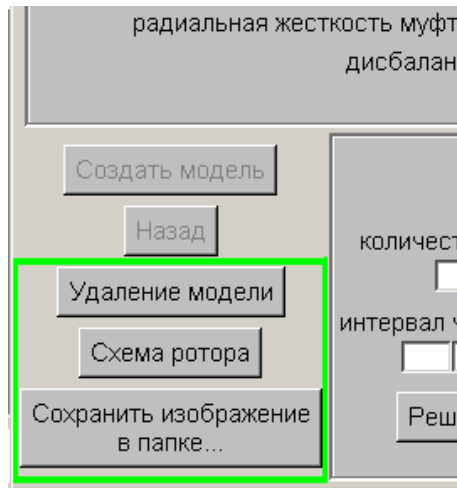 радиальная жесткость муфт
дисбалан
Создать модель
Назад
количест
Удаление модели
интервал
Схема ротора
Сохранить изображение
в папке...
Реш